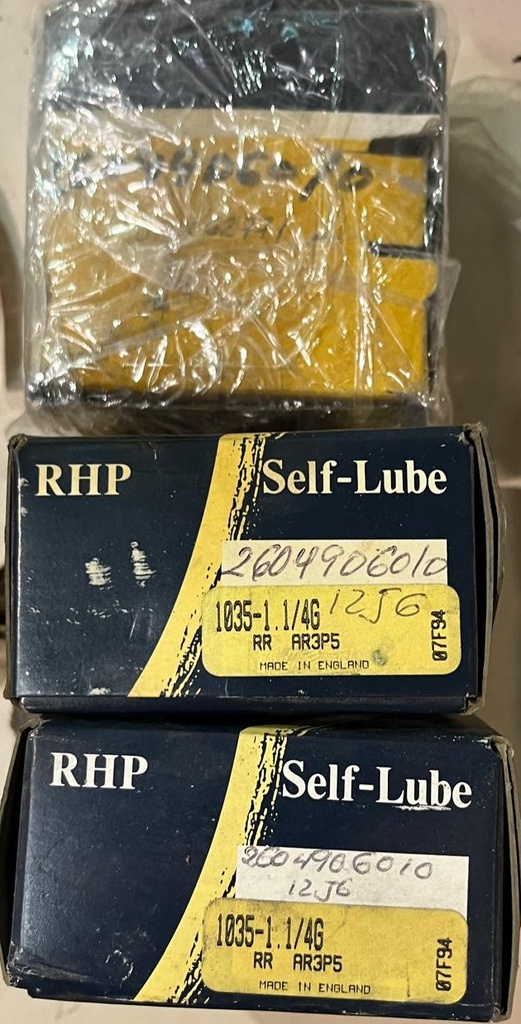 RHP Self-Lube
2604906010
1035-1.1/4G 12J6
RR AR3P5
MADE IN ENGLAND
07F94
RHP Self-Lube
2604906010
12J6
1035-1.1/4G
RR AR3P5
MADE IN ENGLAND
07F94